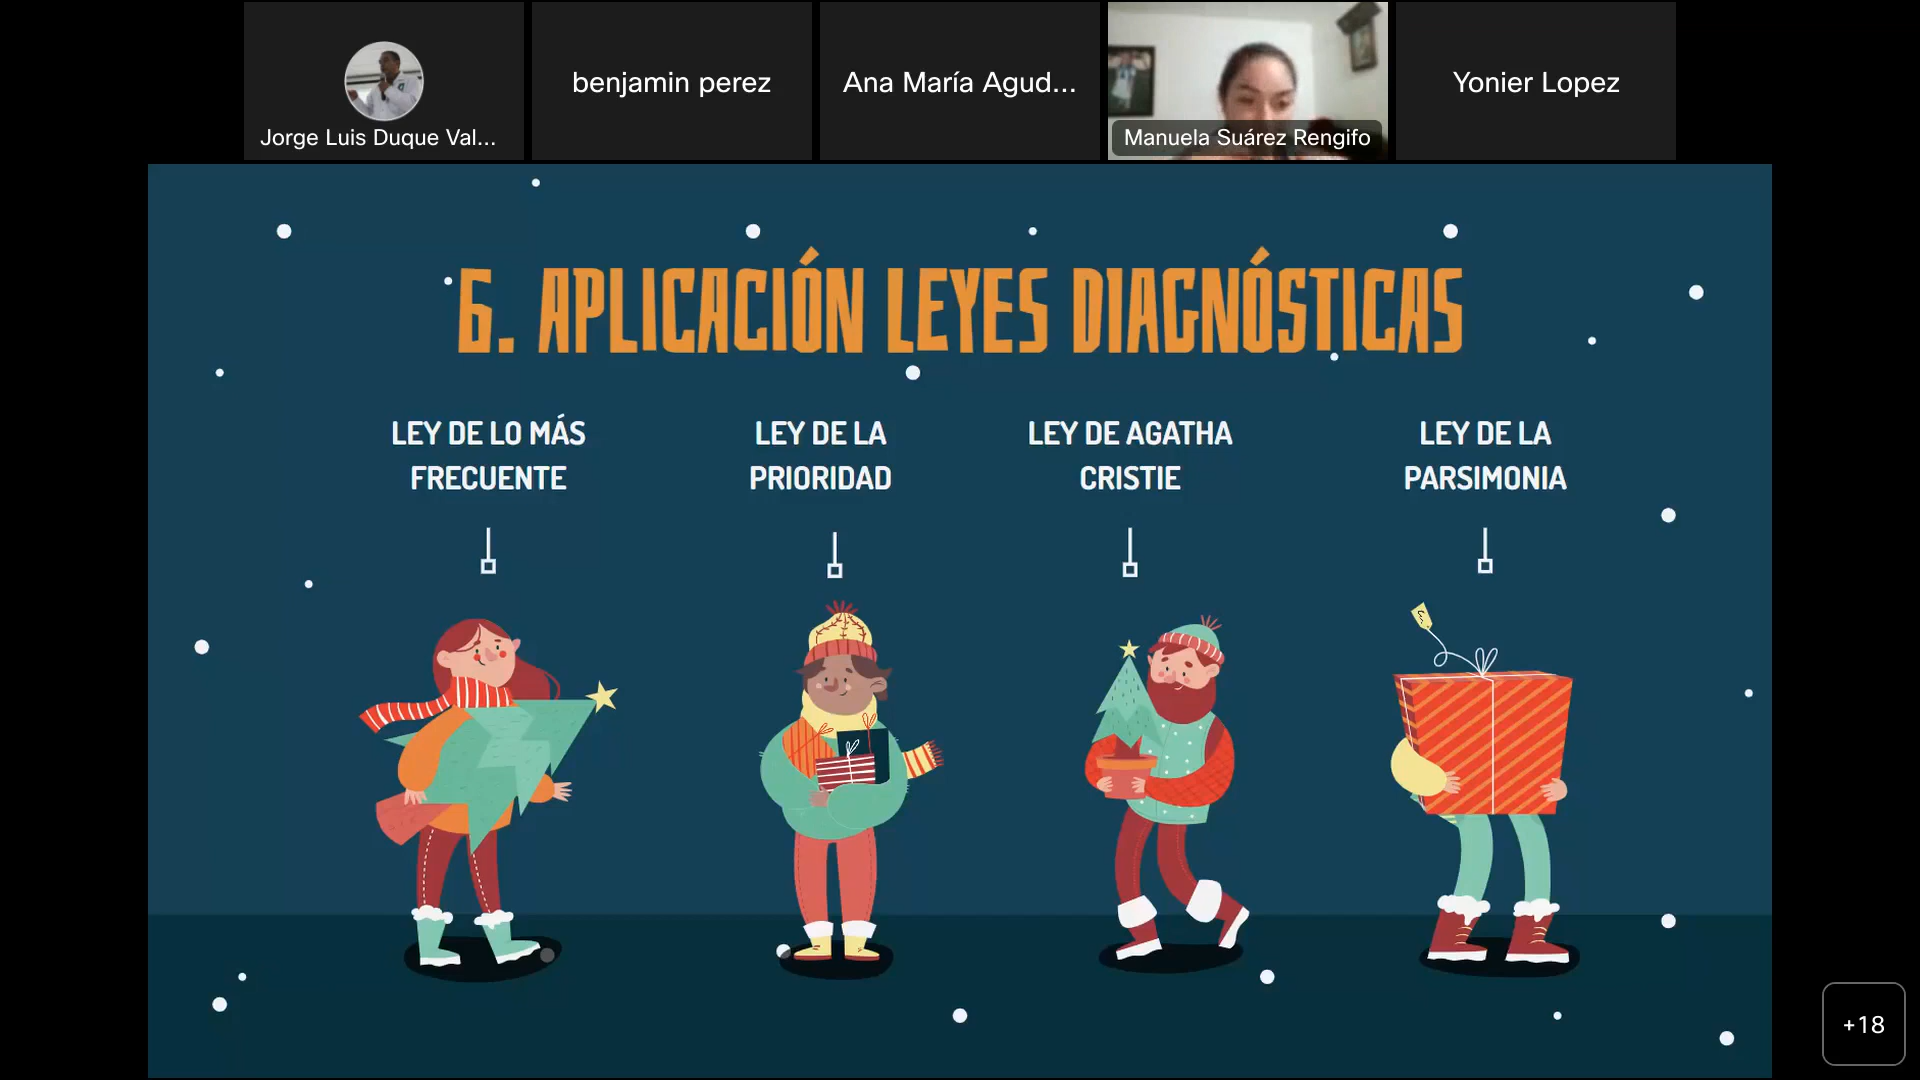 benjamin perez
Ana María Agud...
Yonier Lopez
Jorge Luis Duque Val...
Manuela Suárez Rengifo
6. APLICACIÓN LEYES DIAGNÓSTICAS
LEY DE LO MÁS
FRECUENTE
LEY DE LA
PRIORIDAD
LEY DE AGATHA
CRISTIE
LEY DE LA
PARSIMONIA
+18